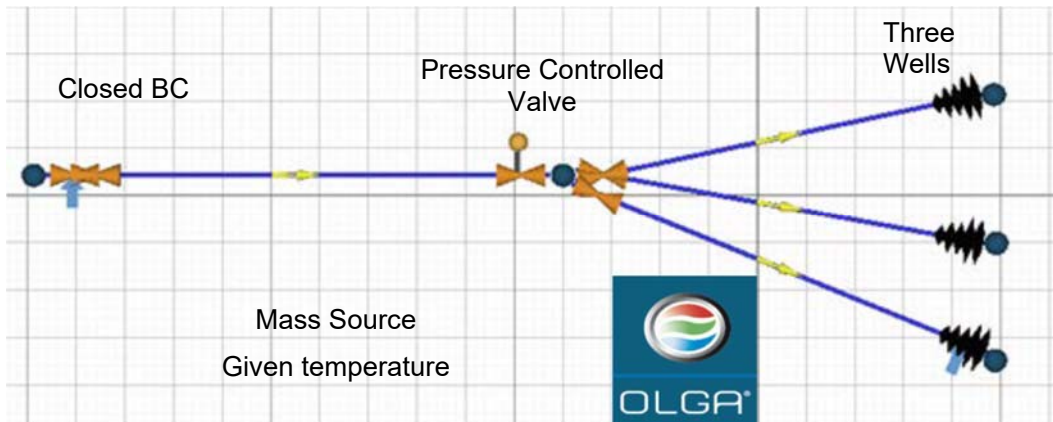 Three
Wells
Closed BC
Pressure Controlled
Valve
Mass Source
Given temperature
OLGA®